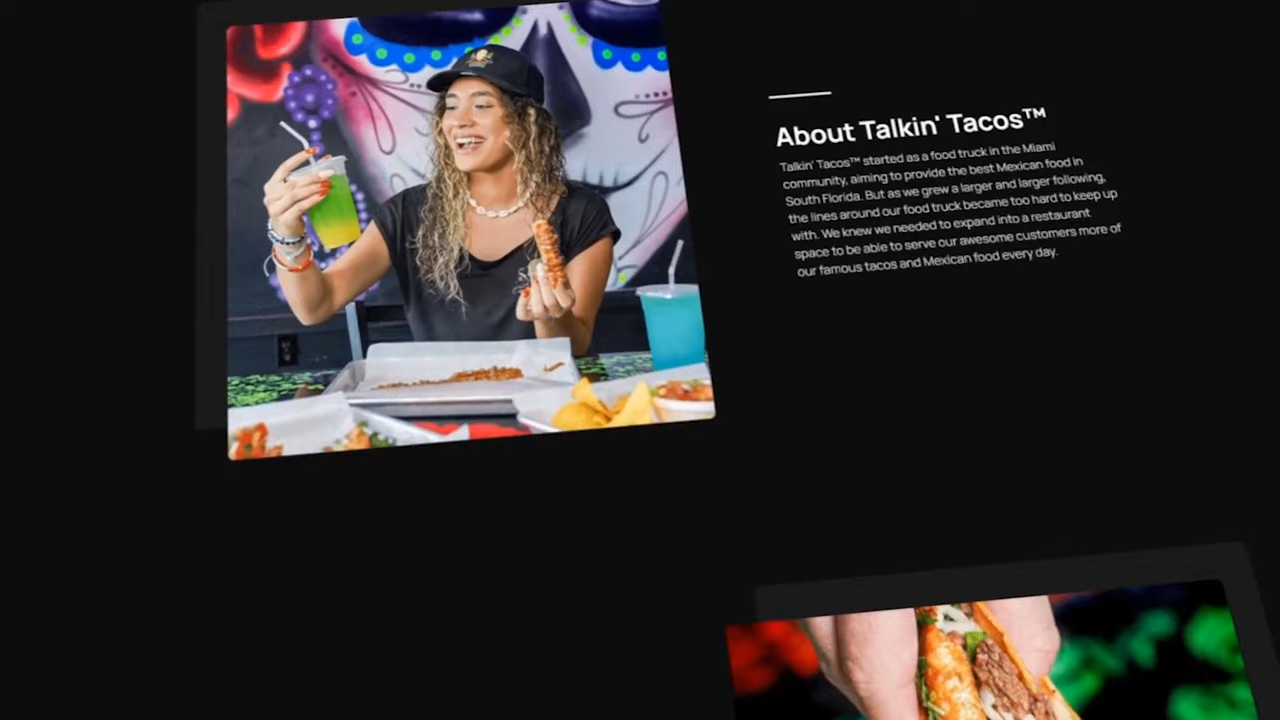 About Talkin' Tacos™
Talkin' Tacos™ started as a food truck in the Miami
community, aiming to provide the best Mexican food in
South Florida. But as we grew a larger and larger following,
the lines around our food truck became too hard to keep up
with. We knew we needed to expand into a restaurant
space to be able to serve our awesome customers more of
our famous tacos and Mexican food every day.